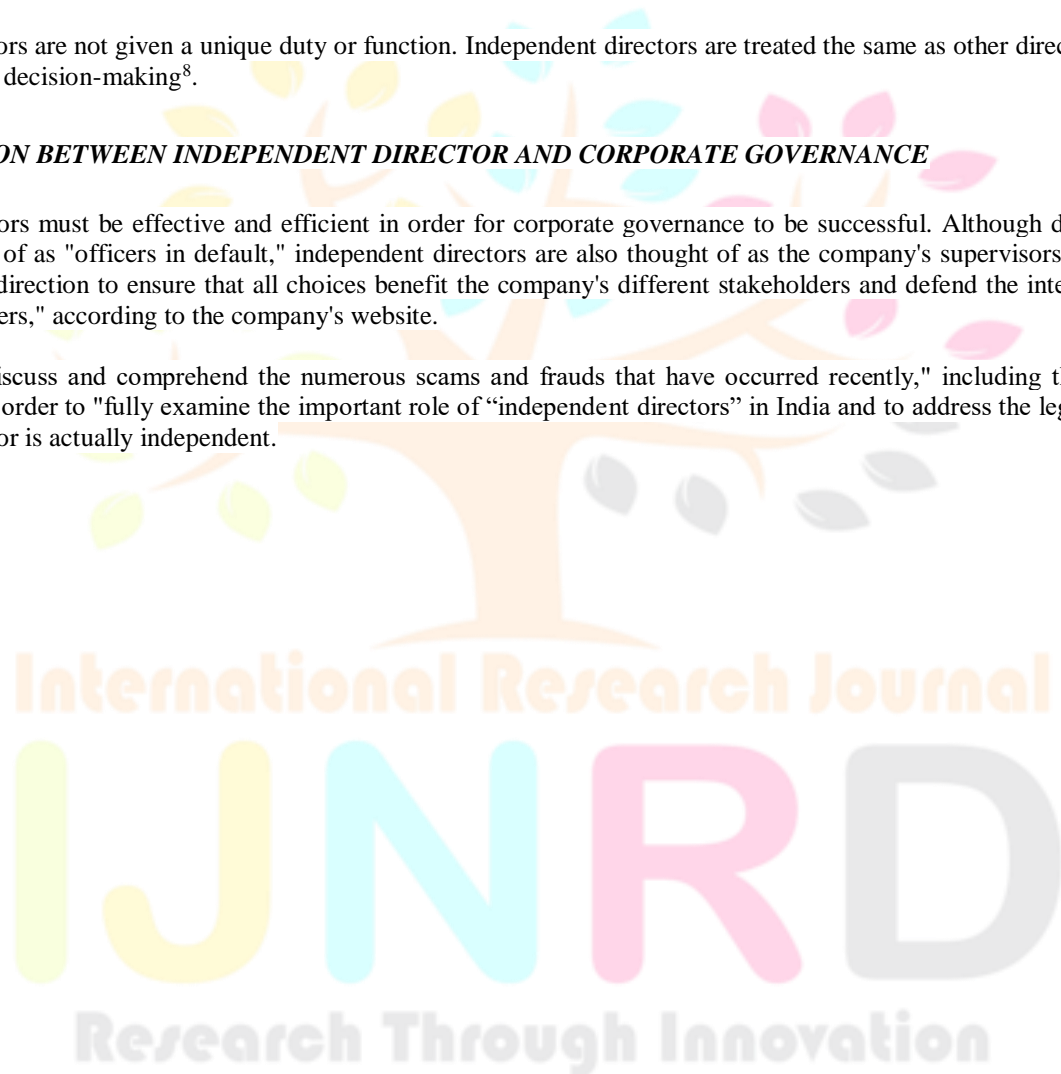 ors are not given a unique duty or function. Independent directors are treated the same as other direc
decision-making⁸.
ON BETWEEN INDEPENDENT DIRECTOR AND CORPORATE GOVERNANCE
ors must be effective and efficient in order for corporate governance to be successful. Although d
of as "officers in default," independent directors are also thought of as the company's supervisors
direction to ensure that all choices benefit the company's different stakeholders and defend the inte
ers," according to the company's website.
iscuss and comprehend the numerous scams and frauds that have occurred recently," including th
order to "fully examine the important role of “independent directors” in India and to address the leg
or is actually independent.
International Research Journal
IJNRD
Research Through Innovation